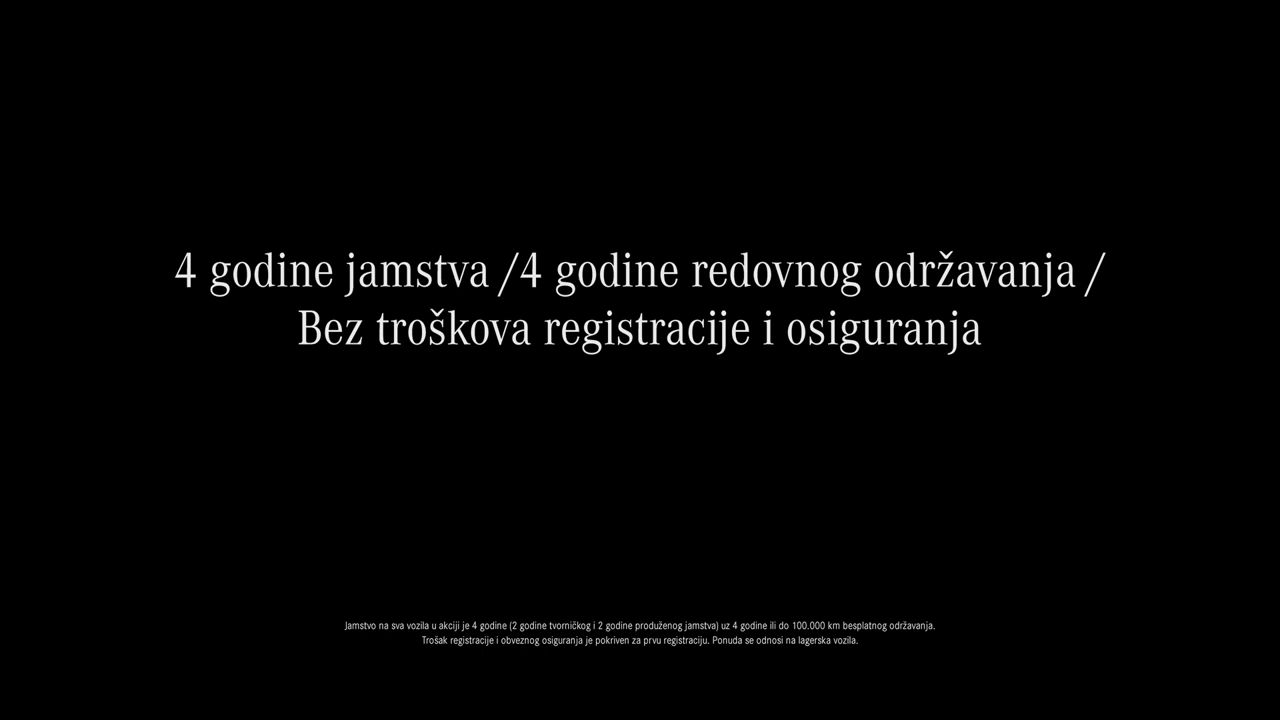 4 godine jamstva /4 godine redovnog održavanja /
Bez troškova registracije i osiguranja
Jamstvo na sva vozila u akciji je 4 godine (2 godine tvorničkog i 2 godine produženog jamstva) uz 4 godine ili do 100.000 km besplatnog održavanja.
Trošak registracije i obveznog osiguranja je pokriven za prvu registraciju. Ponuda se odnosi na lagerska vozila.